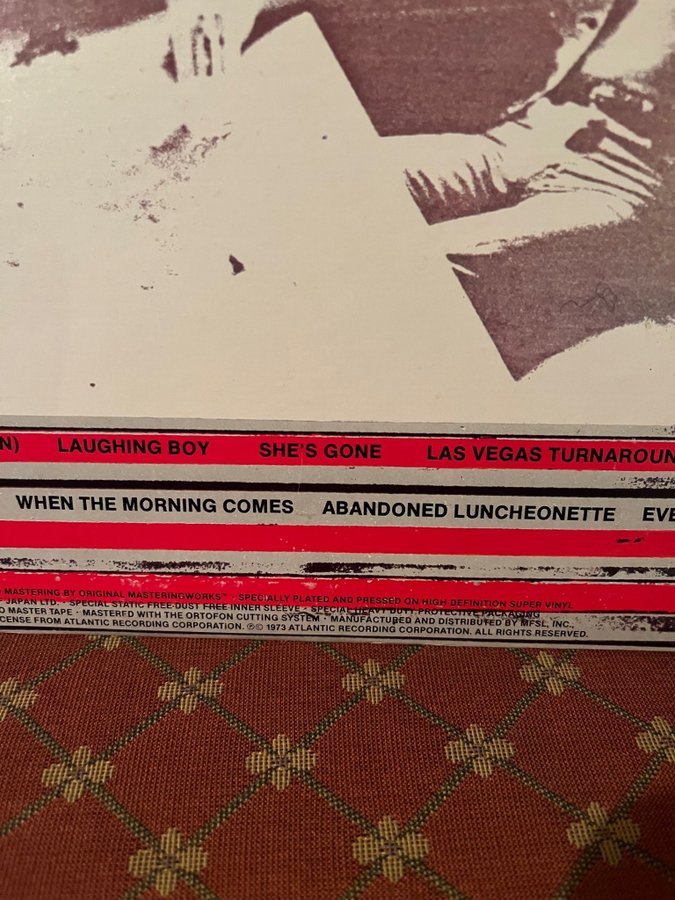 N) LAUGHING BOY SHE'S GONE LAS VEGAS TURNAROUN
WHEN THE MORNING COMES ABANDONED LUNCHEONETTE EVE
MASTERING BY ORIGINAL MASTERINGWORKS™ · SPECIALLY PLATED AND PRESSED ON HIGH DEFINITION SUPER VINYL
JAPAN LTD. · SPECIAL STATIC FREE-DUST FREE INNER SLEEVE · SPECIAL HEAVY DUTY PROTECTIVE PACKAGING
MASTER TAPE · MASTERED WITH THE ORTOFON CUTTING SYSTEM · MANUFACTURED AND DISTRIBUTED BY MFSL, INC.,
CENSE FROM ATLANTIC RECORDING CORPORATION. ℗© 1973 ATLANTIC RECORDING CORPORATION. ALL RIGHTS RESERVED.